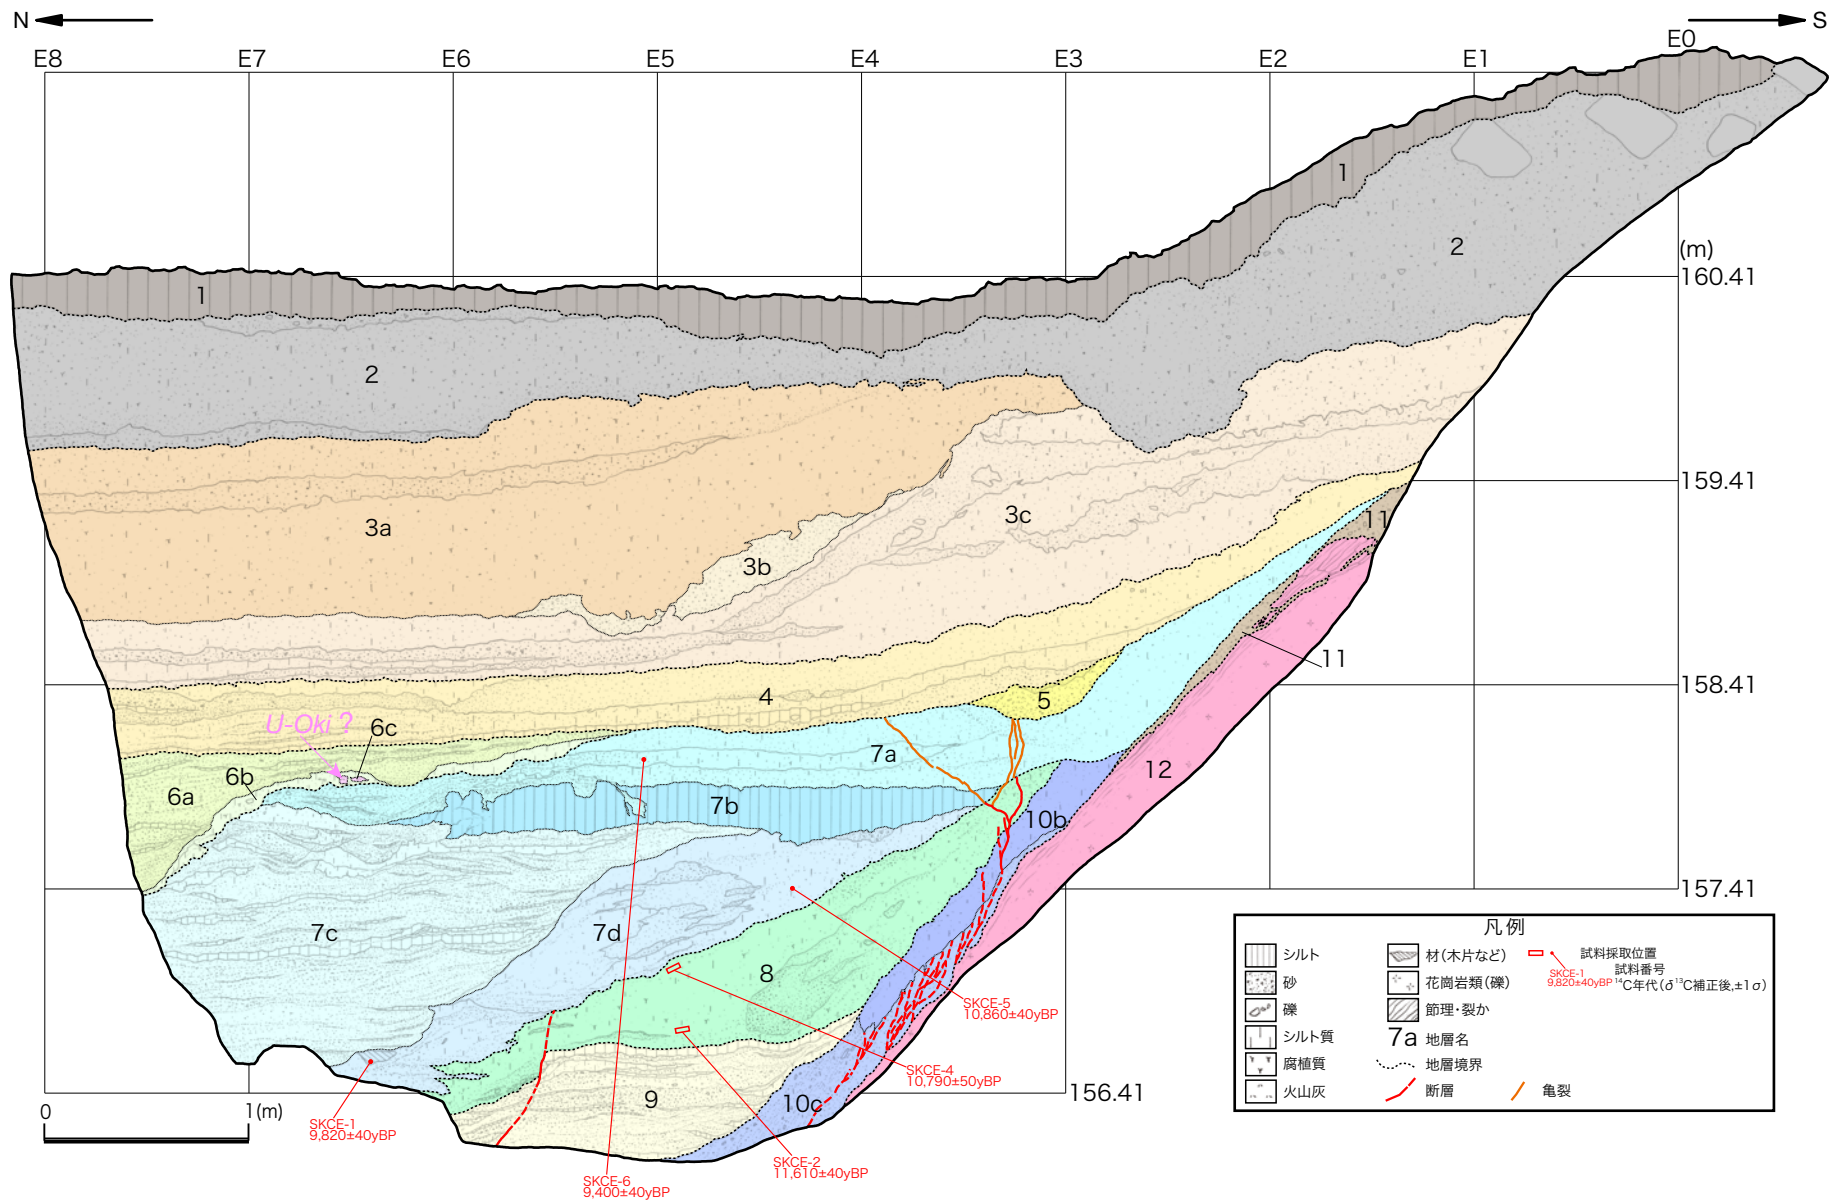 N S
E8 E7 E6 E5 E4 E3 E2 E1 E0
(m)
160.41
159.41
158.41
157.41
156.41
1
1
2
2
3a
3b
3c
4
5
U-Oki ?
6c
6b
6a
7a
7b
7c
7d
8
9
10b
10c
11
11
12
SKCE-5
10,860±40yBP
SKCE-4
10,790±50yBP
SKCE-1
9,820±40yBP
SKCE-2
11,610±40yBP
SKCE-6
9,400±40yBP
0 1(m)
凡例
シルト
砂
礫
シルト質
腐植質
火山灰
材(木片など)
花崗岩類(礫)
節理・裂か
7a 地層名
地層境界
断層
亀裂
試料採取位置
SKCE-1 試料番号
9,820±40yBP ¹⁴C年代(σ¹³C補正後,±1σ)